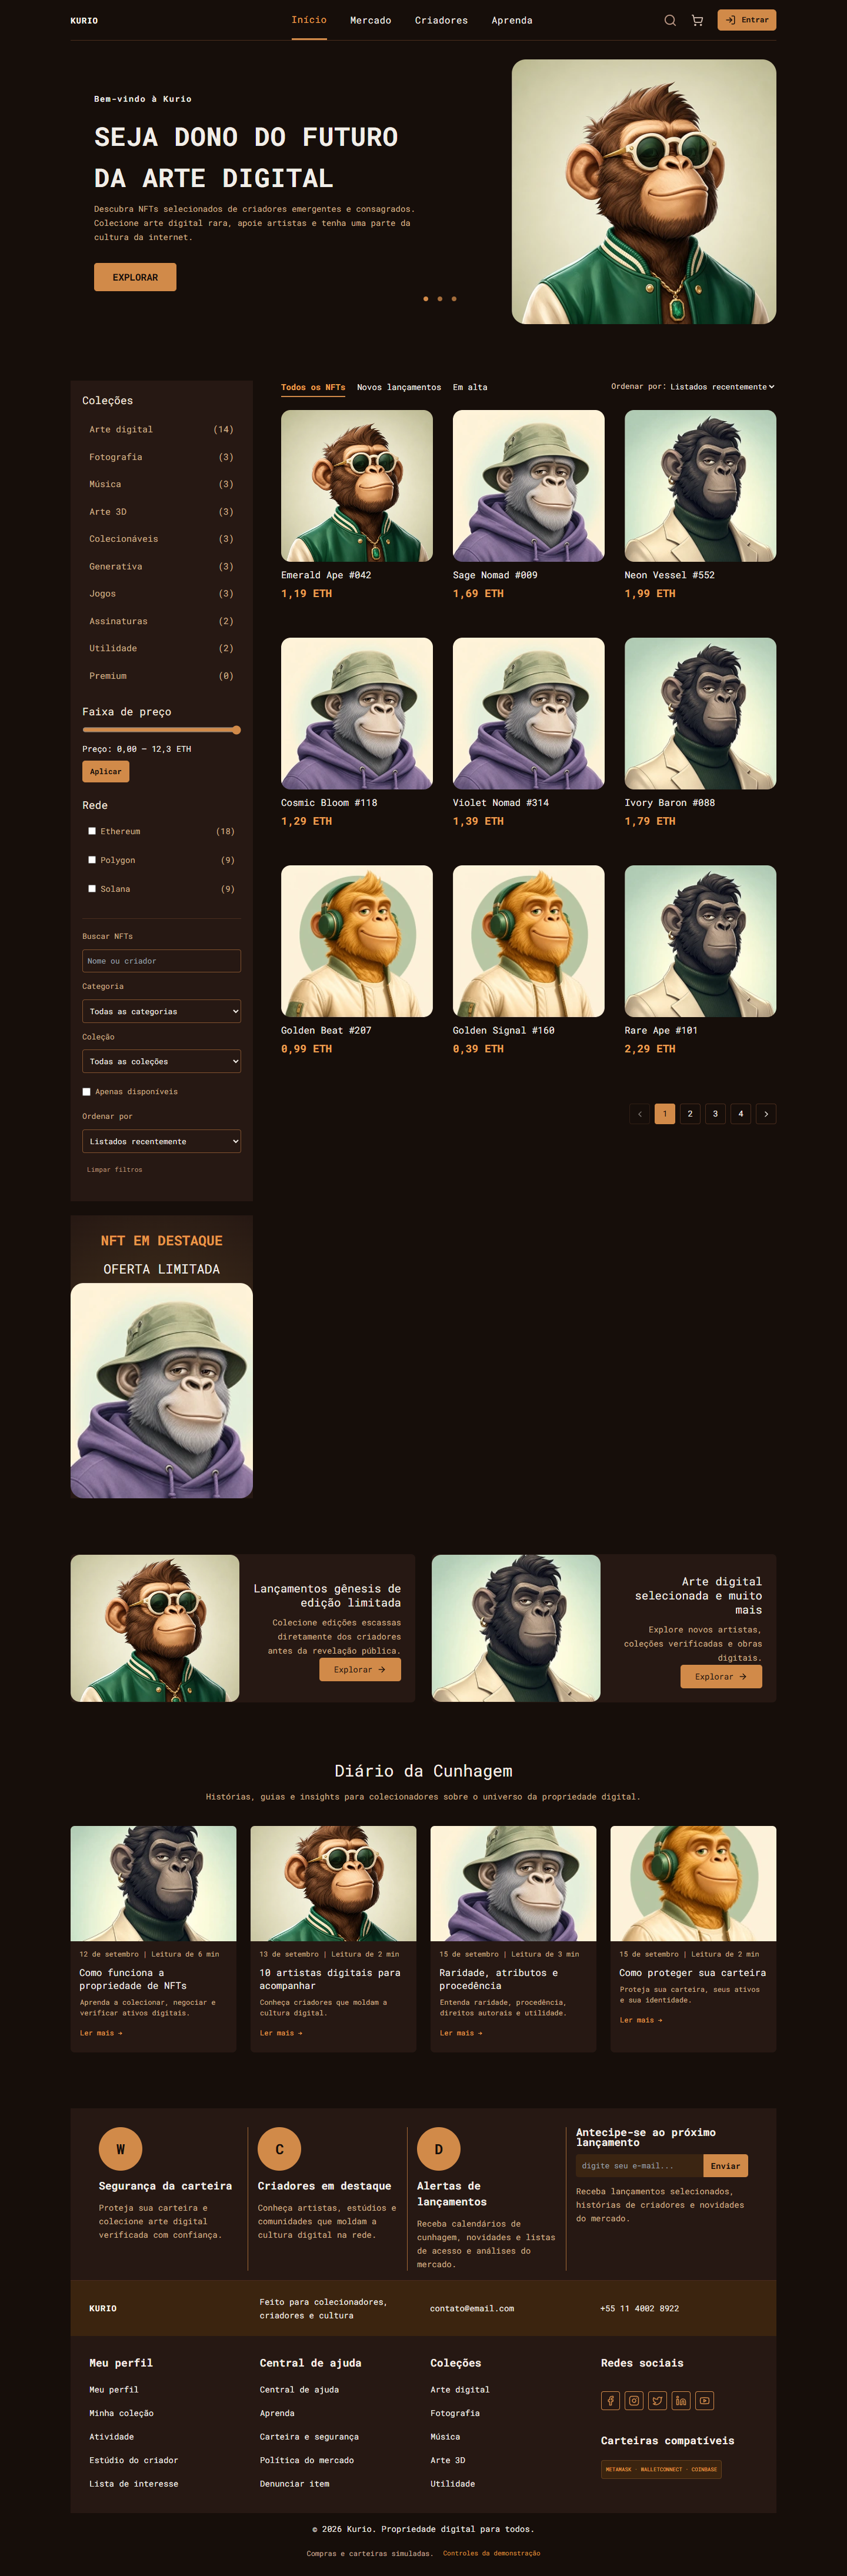 KURIO
Início
Mercado
Criadores
Aprenda
Entrar
Bem-vindo à Kurio
SEJA DONO DO FUTURO
DA ARTE DIGITAL
Descubra NFTs selecionados de criadores emergentes e consagrados.
Colecione arte digital rara, apoie artistas e tenha uma parte da
cultura da internet.
EXPLORAR
Coleções
Arte digital (14)
Fotografia (3)
Música (3)
Arte 3D (3)
Colecionáveis (3)
Generativa (3)
Jogos (3)
Assinaturas (2)
Utilidade (2)
Premium (0)
Faixa de preço
Preço: 0,00 — 12,3 ETH
Aplicar
Rede
Ethereum (18)
Polygon (9)
Solana (9)
Buscar NFTs
Nome ou criador
Categoria
Todas as categorias
Coleção
Todas as coleções
Apenas disponíveis
Ordenar por
Listados recentemente
Limpar filtros
NFT EM DESTAQUE
OFERTA LIMITADA
Todos os NFTs
Novos lançamentos
Em alta
Ordenar por: Listados recentemente
Emerald Ape #042
1,19 ETH
Sage Nomad #009
1,69 ETH
Neon Vessel #552
1,99 ETH
Cosmic Bloom #118
1,29 ETH
Violet Nomad #314
1,39 ETH
Ivory Baron #088
1,79 ETH
Golden Beat #207
0,99 ETH
Golden Signal #160
0,39 ETH
Rare Ape #101
2,29 ETH
1
2
3
4
Lançamentos gênesis de
edição limitada
Colecione edições escassas
diretamente dos criadores
antes da revelação pública.
Explorar →
Arte digital
selecionada e muito
mais
Explore novos artistas,
coleções verificadas e obras
digitais.
Explorar →
Diário da Cunhagem
Histórias, guias e insights para colecionadores sobre o universo da propriedade digital.
12 de setembro | Leitura de 6 min
Como funciona a
propriedade de NFTs
Aprenda a colecionar, negociar e
verificar ativos digitais.
Ler mais →
13 de setembro | Leitura de 2 min
10 artistas digitais para
acompanhar
Conheça criadores que moldam a
cultura digital.
Ler mais →
15 de setembro | Leitura de 3 min
Raridade, atributos e
procedência
Entenda raridade, procedência,
direitos autorais e utilidade.
Ler mais →
15 de setembro | Leitura de 2 min
Como proteger sua carteira
Proteja sua carteira, seus ativos
e sua identidade.
Ler mais →
W
Segurança da carteira
Proteja sua carteira e
colecione arte digital
verificada com confiança.
C
Criadores em destaque
Conheça artistas, estúdios e
comunidades que moldam a
cultura digital na rede.
D
Alertas de
lançamentos
Receba calendários de
cunhagem, novidades e listas
de acesso e análises do
mercado.
Antecipe-se ao próximo
lançamento
digite seu e-mail...
Enviar
Receba lançamentos selecionados,
histórias de criadores e novidades
do mercado.
KURIO
Feito para colecionadores,
criadores e cultura
contato@email.com
+55 11 4002 8922
Meu perfil
Meu perfil
Minha coleção
Atividade
Estúdio do criador
Lista de interesse
Central de ajuda
Central de ajuda
Aprenda
Carteira e segurança
Política do mercado
Denunciar item
Coleções
Arte digital
Fotografia
Música
Arte 3D
Utilidade
Redes sociais
Carteiras compatíveis
METAMASK · WALLETCONNECT · COINBASE
© 2026 Kurio. Propriedade digital para todos.
Compras e carteiras simuladas. Controles da demonstração